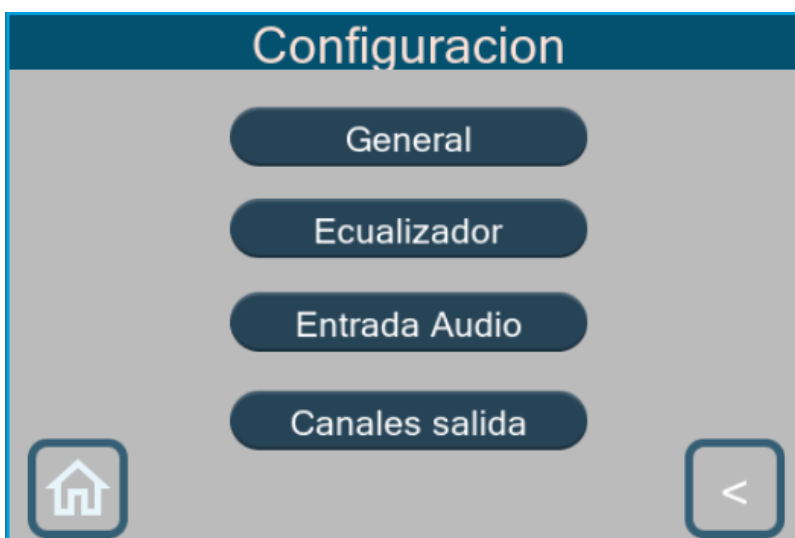 Configuracion
General
Ecualizador
Entrada Audio
Canales salida
<